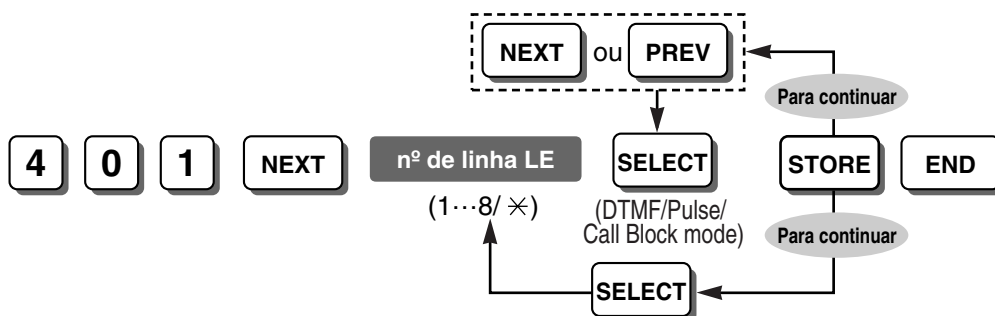 NEXT ou PREV
Para continuar
4 0 1 NEXT nº de linha LE SELECT STORE END
(1···8/ ✳)
(DTMF/Pulse/
Call Block mode)
Para continuar
SELECT